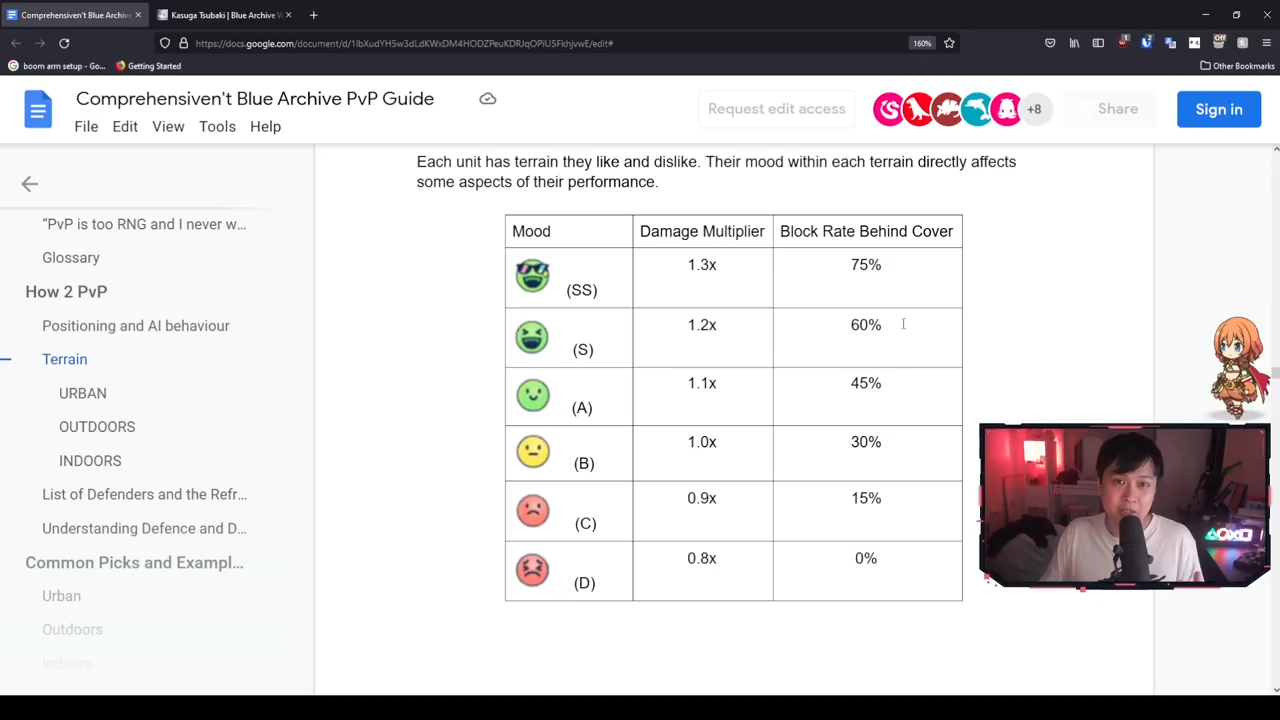 Comprehensiven't Blue Archive
Kasuga Tsubaki | Blue Archive W
https://docs.google.com/document/d/1lbXudYH5w3dLdKWxDM4HODZPeuKDRJqOPiU5FkhjvwE/edit#
160%
Off
boom arm setup - Go...
Getting Started
Other Bookmarks
Comprehensiven't Blue Archive PvP Guide
Request edit access
+8
Share
Sign in
File Edit View Tools Help
“PvP is too RNG and I never w...
Glossary
How 2 PvP
Positioning and AI behaviour
Terrain
URBAN
OUTDOORS
INDOORS
List of Defenders and the Refr...
Understanding Defence and D...
Common Picks and Exampl...
Urban
Outdoors
Indoors
Each unit has terrain they like and dislike. Their mood within each terrain directly affects
some aspects of their performance.
Mood Damage Multiplier Block Rate Behind Cover
(SS) 1.3x 75%
(S) 1.2x 60%
(A) 1.1x 45%
(B) 1.0x 30%
(C) 0.9x 15%
(D) 0.8x 0%